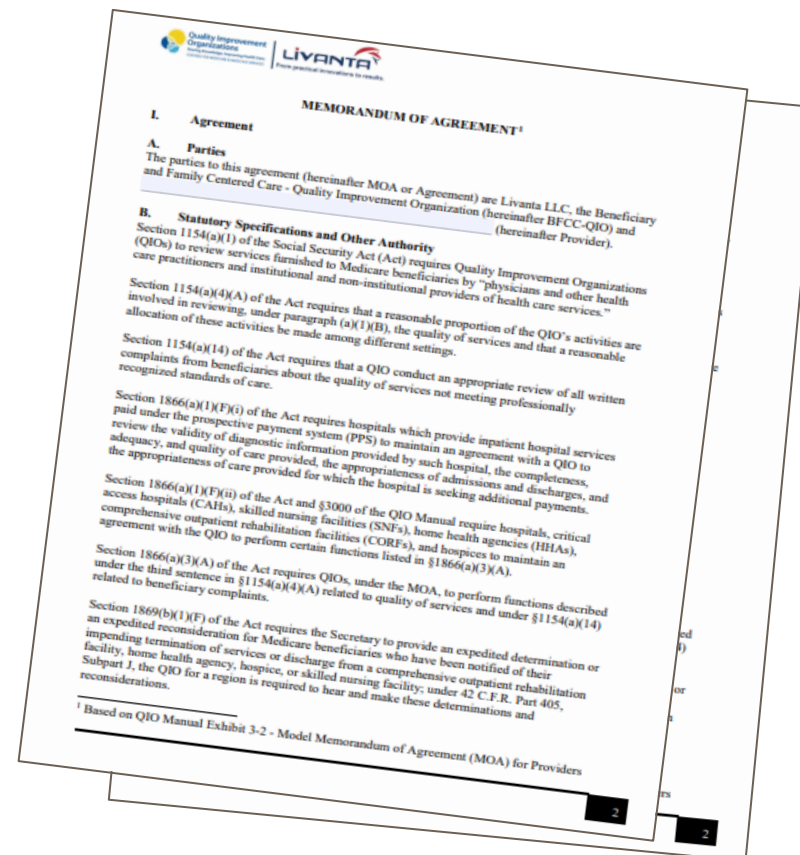 Quality Improvement
Organizations
LIVANTA
From practical innovations to results.
MEMORANDUM OF AGREEMENT¹
I. Agreement
A. Parties
The parties to this agreement (hereinafter MOA or Agreement) are Livanta LLC, the Beneficiary
and Family Centered Care - Quality Improvement Organization (hereinafter BFCC-QIO) and
(hereinafter Provider).
B. Statutory Specifications and Other Authority
Section 1154(a)(1) of the Social Security Act (Act) requires Quality Improvement Organizations
(QIOs) to review services furnished to Medicare beneficiaries by “physicians and other health
care practitioners and institutional and non-institutional providers of health care services.”
Section 1154(a)(4)(A) of the Act requires that a reasonable proportion of the QIO’s activities are
involved in reviewing, under paragraph (a)(1)(B), the quality of services and that a reasonable
allocation of these activities be made among different settings.
Section 1154(a)(14) of the Act requires that a QIO conduct an appropriate review of all written
complaints from beneficiaries about the quality of services not meeting professionally
recognized standards of care.
Section 1866(a)(1)(F)(i) of the Act requires hospitals which provide inpatient hospital services
paid under the prospective payment system (PPS) to maintain an agreement with a QIO to
review the validity of diagnostic information provided by such hospital, the completeness,
adequacy, and quality of care provided, the appropriateness of admissions and discharges, and
the appropriateness of care provided for which the hospital is seeking additional payments.
Section 1866(a)(1)(F)(ii) of the Act and §3000 of the QIO Manual require hospitals, critical
access hospitals (CAHs), skilled nursing facilities (SNFs), home health agencies (HHAs),
comprehensive outpatient rehabilitation facilities (CORFs), and hospices to maintain an
agreement with the QIO to perform certain functions listed in §1866(a)(3)(A).
Section 1866(a)(3)(A) of the Act requires QIOs, under the MOA, to perform functions described
under the third sentence in §1154(a)(4)(A) related to quality of services and under §1154(a)(14)
related to beneficiary complaints.
Section 1869(b)(1)(F) of the Act requires the Secretary to provide an expedited determination or
an expedited reconsideration for Medicare beneficiaries who have been notified of their
impending termination of services or discharge from a comprehensive outpatient rehabilitation
facility, home health agency, hospice, or skilled nursing facility; under 42 C.F.R. Part 405,
Subpart J, the QIO for a region is required to hear and make these determinations and
reconsiderations.
¹ Based on QIO Manual Exhibit 3-2 - Model Memorandum of Agreement (MOA) for Providers
2
ed
4)
or
rs
2